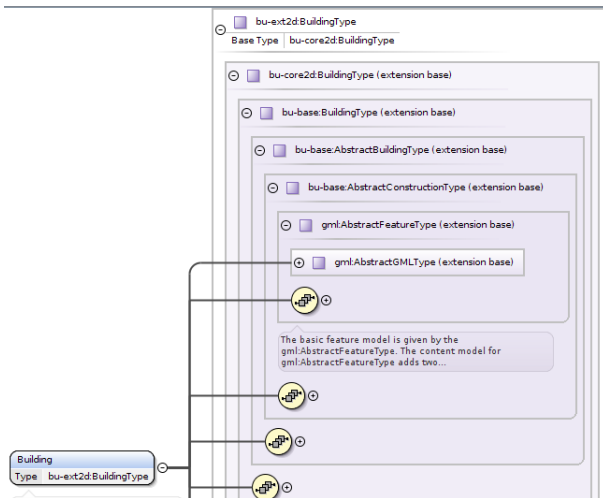 bu-ext2d:BuildingType
Base Type bu-core2d:BuildingType
bu-core2d:BuildingType (extension base)
bu-base:BuildingType (extension base)
bu-base:AbstractBuildingType (extension base)
bu-base:AbstractConstructionType (extension base)
gml:AbstractFeatureType (extension base)
gml:AbstractGMLType (extension base)
The basic feature model is given by the
gml:AbstractFeatureType. The content model for
gml:AbstractFeatureType adds two...
Building
Type bu-ext2d:BuildingType